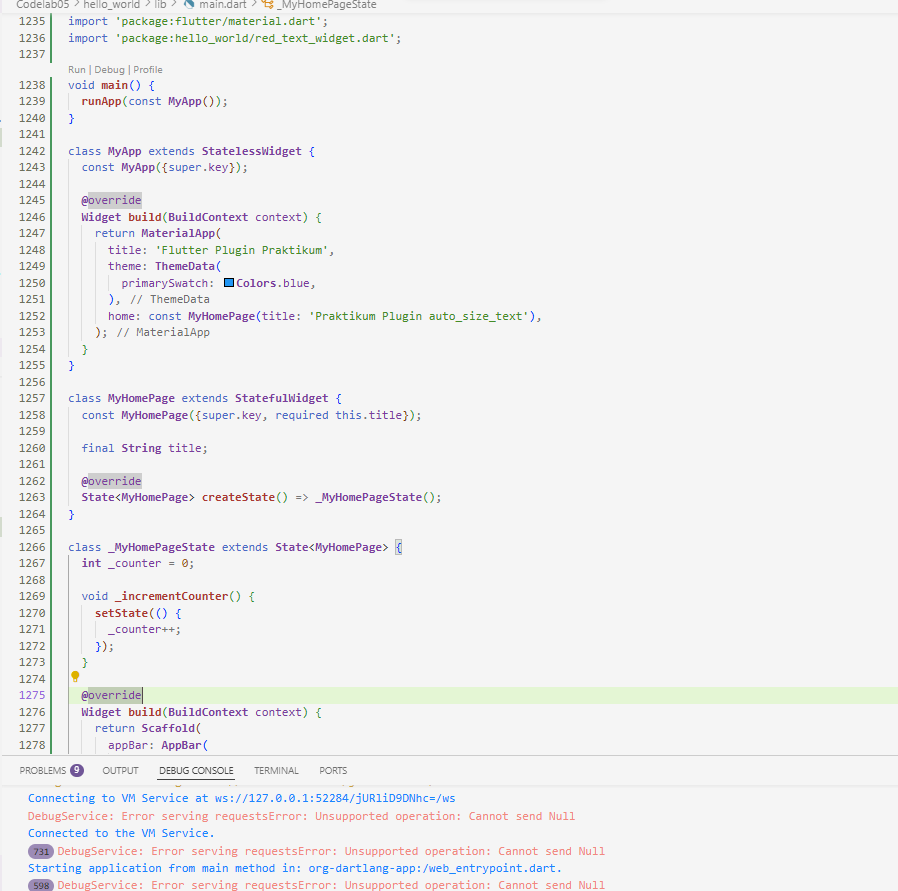 Codelab05 > hello_world > lib > main.dart > _MyHomePageState
1235 import 'package:flutter/material.dart';
1236 import 'package:hello_world/red_text_widget.dart';
1237
Run | Debug | Profile
1238 void main() {
1239 runApp(const MyApp());
1240 }
1241
1242 class MyApp extends StatelessWidget {
1243 const MyApp({super.key});
1244
1245 @override
1246 Widget build(BuildContext context) {
1247 return MaterialApp(
1248 title: 'Flutter Plugin Praktikum',
1249 theme: ThemeData(
1250 primarySwatch: Colors.blue,
1251 ), // ThemeData
1252 home: const MyHomePage(title: 'Praktikum Plugin auto_size_text'),
1253 ); // MaterialApp
1254 }
1255 }
1256
1257 class MyHomePage extends StatefulWidget {
1258 const MyHomePage({super.key, required this.title});
1259
1260 final String title;
1261
1262 @override
1263 State<MyHomePage> createState() => _MyHomePageState();
1264 }
1265
1266 class _MyHomePageState extends State<MyHomePage> {
1267 int _counter = 0;
1268
1269 void _incrementCounter() {
1270 setState(() {
1271 _counter++;
1272 });
1273 }
1274
1275 @override
1276 Widget build(BuildContext context) {
1277 return Scaffold(
1278 appBar: AppBar(
PROBLEMS 9 OUTPUT DEBUG CONSOLE TERMINAL PORTS
Connecting to VM Service at ws://127.0.0.1:52284/jURliD9DNhc=/ws
DebugService: Error serving requestsError: Unsupported operation: Cannot send Null
Connected to the VM Service.
731 DebugService: Error serving requestsError: Unsupported operation: Cannot send Null
Starting application from main method in: org-dartlang-app:/web_entrypoint.dart.
598 DebugService: Error serving requestsError: Unsupported operation: Cannot send Null